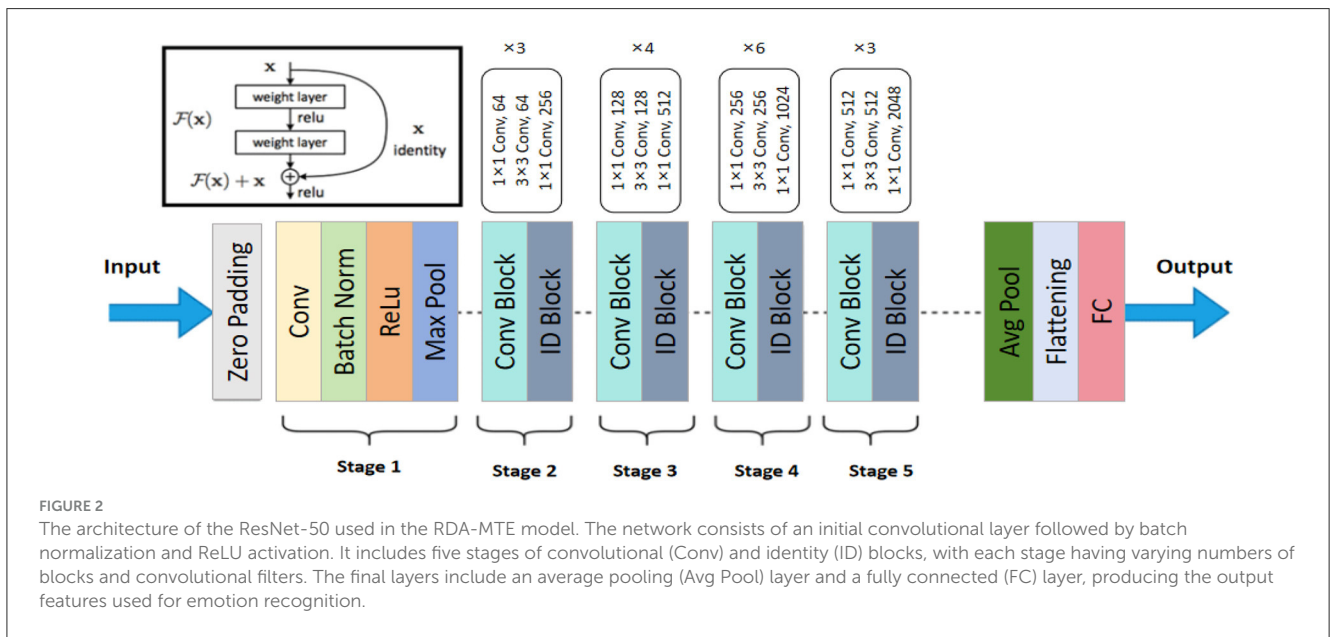 x
weight layer
relu
F(x)
weight layer
x
identity
F(x) + x
relu
×3
1×1 Conv, 64
3×3 Conv, 64
1×1 Conv, 256
×4
1×1 Conv, 128
3×3 Conv, 128
1×1 Conv, 512
×6
1×1 Conv, 256
3×3 Conv, 256
1×1 Conv, 1024
×3
1×1 Conv, 512
3×3 Conv, 512
1×1 Conv, 2048
Input
Zero Padding
Conv
Batch Norm
ReLu
Max Pool
Conv Block
ID Block
Conv Block
ID Block
Conv Block
ID Block
Conv Block
ID Block
Avg Pool
Flattening
FC
Output
Stage 1
Stage 2
Stage 3
Stage 4
Stage 5
FIGURE 2
The architecture of the ResNet-50 used in the RDA-MTE model. The network consists of an initial convolutional layer followed by batch
normalization and ReLU activation. It includes five stages of convolutional (Conv) and identity (ID) blocks, with each stage having varying numbers of
blocks and convolutional filters. The final layers include an average pooling (Avg Pool) layer and a fully connected (FC) layer, producing the output
features used for emotion recognition.